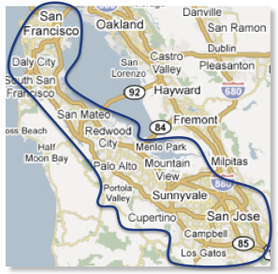 San
Francisco
Oakland
Danville
San Ramon
Daly City
San
Lorenzo
Castro
Valley
Dublin
Pleasanton
South San
Francisco
92
Hayward
680
San Mateo
84
Fremont
Redwood
City
Menlo Park
Milpitas
Half
Moon Bay
Palo Alto
Mountain
View
880
680
Portola
Valley
Sunnyvale
Cupertino
San Jose
Campbell
85
Los Gatos